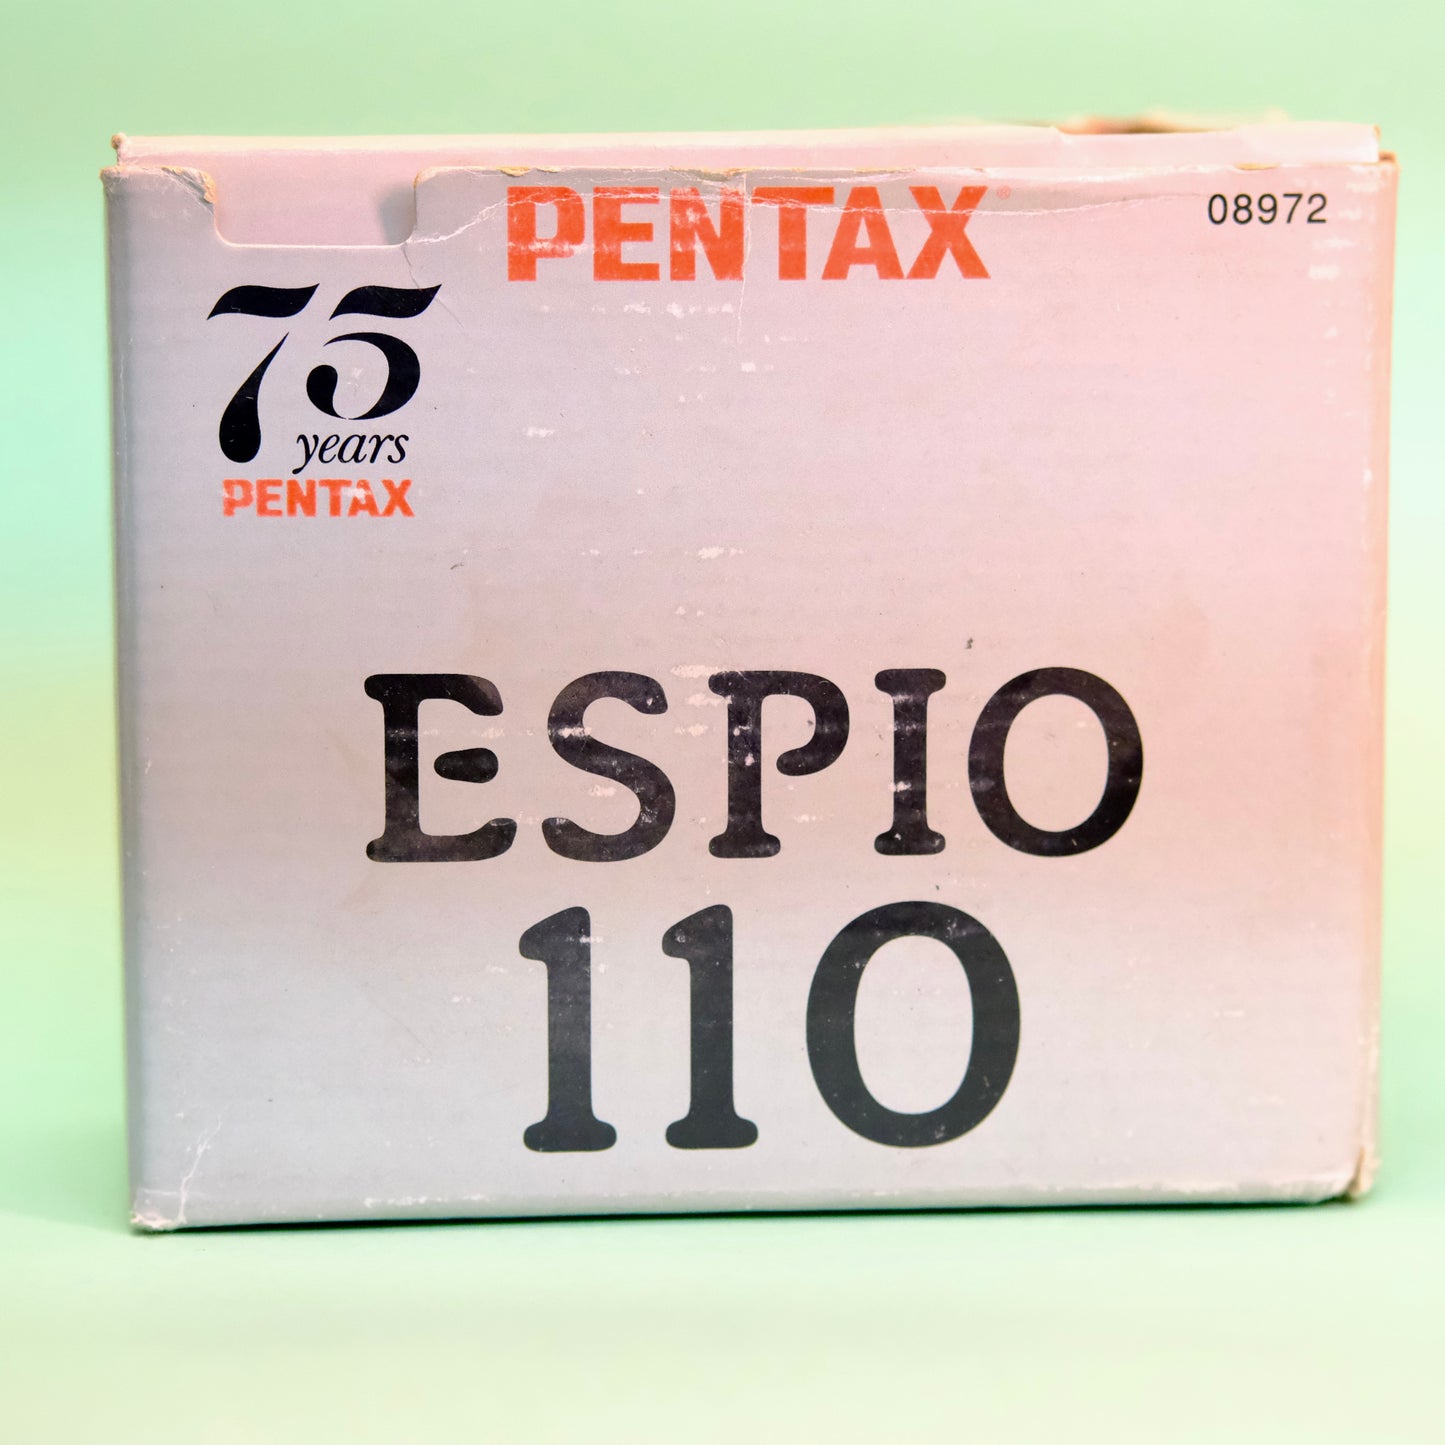 PENTAX®
08972
75
years
PENTAX
ESPIO
110